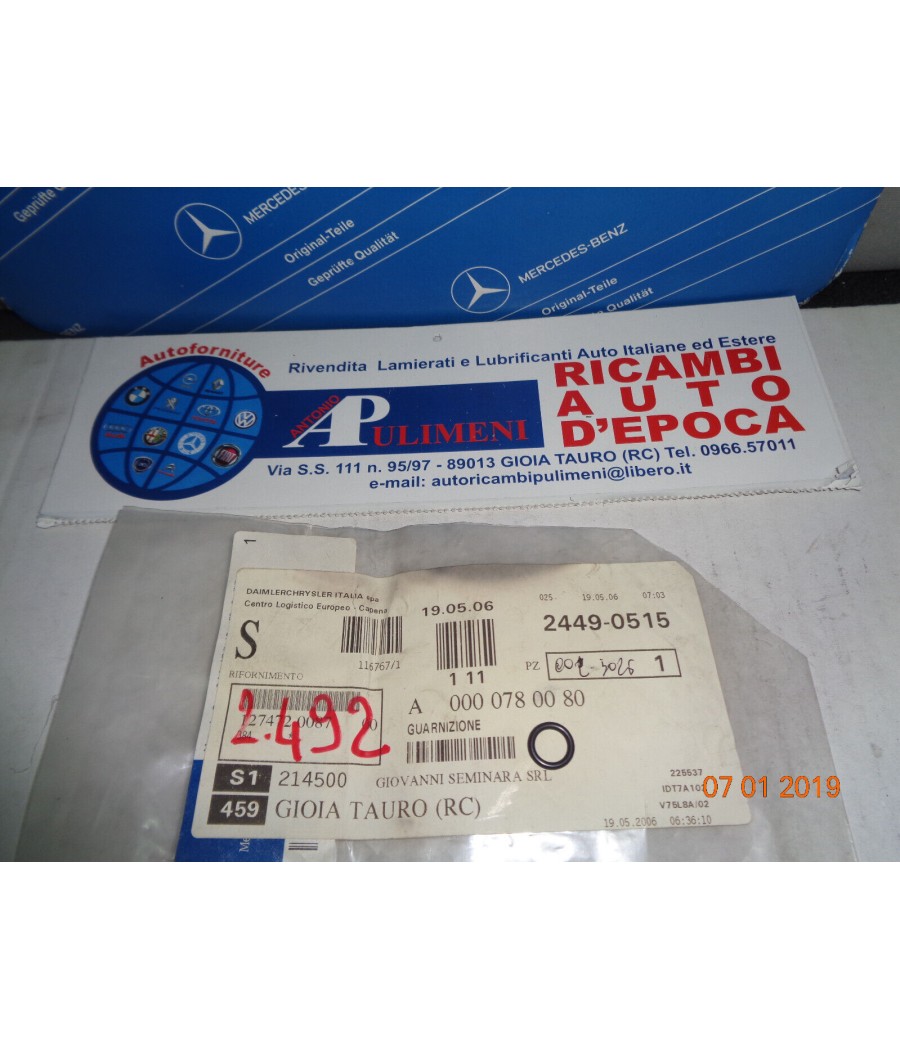 Geprüfte Qualität
MERCEDES-BENZ
Original-Teile
Geprüfte Qualität
MERCEDES-BENZ
Original-Teile
Geprüfte Qualität
Autoforniture
Rivendita Lamierati e Lubrificanti Auto Italiane ed Estere
ANTONIO
APULIMENI
RICAMBI
AUTO
D'EPOCA
Via S.S. 111 n. 95/97 - 89013 GIOIA TAURO (RC) Tel. 0966.57011
e-mail: autoricambipulimeni@libero.it
1
DAIMLERCHRYSLER ITALIA spa
Centro Logistico Europeo - Capena
19.05.06
025 19.05.06 07:03
S
2449-0515
116767/1
1 11
PZ 1
RIFORNIMENTO
A 000 078 00 80
GUARNIZIONE
2.492
S1 214500 GIOVANNI SEMINARA SRL
225537
459 GIOIA TAURO (RC)
V75LSA/02
19.05.2006 06:36:10
07 01 2019